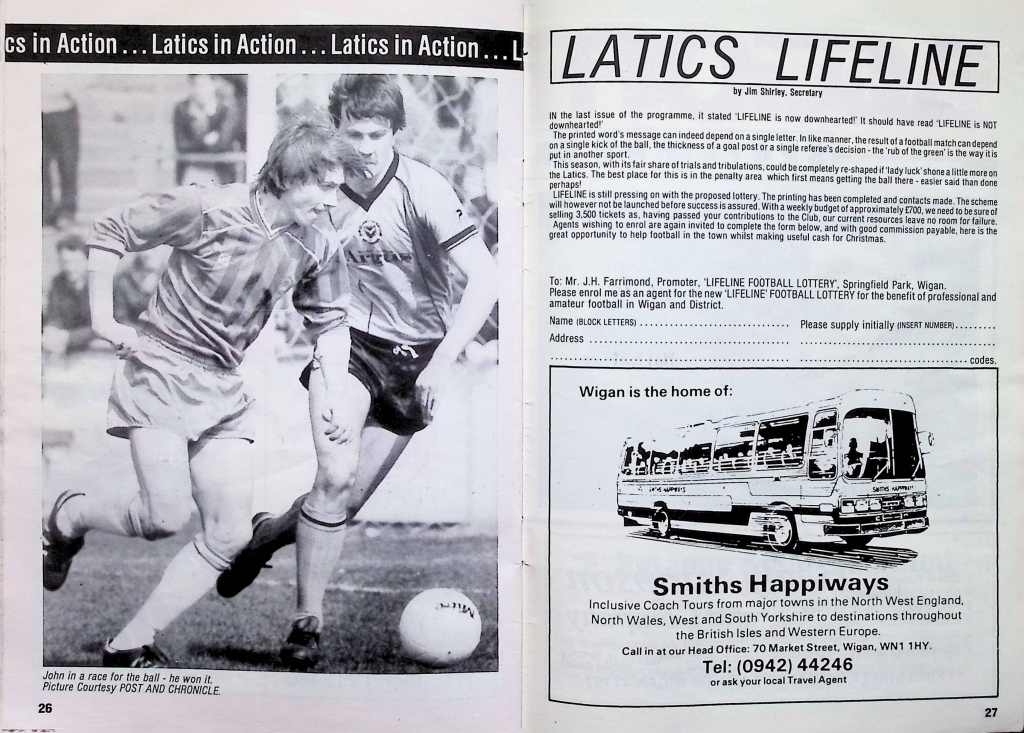 cs in Action ... Latics in Action ... Latics in Action ... L
Argus
2
Mitre
John in a race for the ball - he won it.
Picture Courtesy POST AND CHRONICLE.
26
LATICS LIFELINE
by Jim Shirley, Secretary
IN the last issue of the programme, it stated 'LIFELINE is now downhearted!' It should have read 'LIFELINE is NOT
downhearted!'
The printed word's message can indeed depend on a single letter. In like manner, the result of a football match can depend
on a single kick of the ball, the thickness of a goal post or a single referee's decision - the 'rub of the green' is the way it is
put in another sport.
This season, with its fair share of trials and tribulations, could be completely re-shaped if 'lady luck' shone a little more on
the Latics. The best place for this is in the penalty area which first means getting the ball there - easier said than done
perhaps!
LIFELINE is still pressing on with the proposed lottery. The printing has been completed and contacts made. The scheme
will however not be launched before success is assured. With a weekly budget of approximately £700, we need to be sure of
selling 3,500 tickets as, having passed your contributions to the Club, our current resources leave no room for failure.
Agents wishing to enrol are again invited to complete the form below, and with good commission payable, here is the
great opportunity to help football in the town whilst making useful cash for Christmas.
To: Mr. J.H. Farrimond, Promoter, 'LIFELINE FOOTBALL LOTTERY', Springfield Park, Wigan.
Please enrol me as an agent for the new 'LIFELINE' FOOTBALL LOTTERY for the benefit of professional and
amateur football in Wigan and District.
Name (BLOCK LETTERS) .............................. Please supply initially (INSERT NUMBER).........
Address ..........................................................................
.......................................................................... codes.
Wigan is the home of:
SMITHS HAPPIWAYS
SMITHS HAPPIWAY
Smiths Happiways
Inclusive Coach Tours from major towns in the North West England,
North Wales, West and South Yorkshire to destinations throughout
the British Isles and Western Europe.
Call in at our Head Office: 70 Market Street, Wigan, WN1 1HY.
Tel: (0942) 44246
or ask your local Travel Agent
27